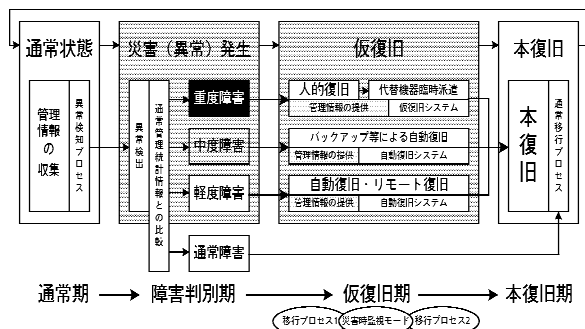 通常状態
災害（異常）発生
仮復旧
本復旧
管理情報の収集
異常検知プロセス
異常検出
通常管理統計情報との比較
重度障害
人的復旧
代替機器臨時派遣
管理情報の提供
仮復旧システム
中度障害
バックアップ等による自動復旧
管理情報の提供
自動復旧システム
軽度障害
自動復旧・リモート復旧
管理情報の提供
自動復旧システム
通常障害
本復旧
通常移行プロセス
通常期
障害判別期
仮復旧期
本復旧期
移行プロセス1
災害時監視モード
移行プロセス2